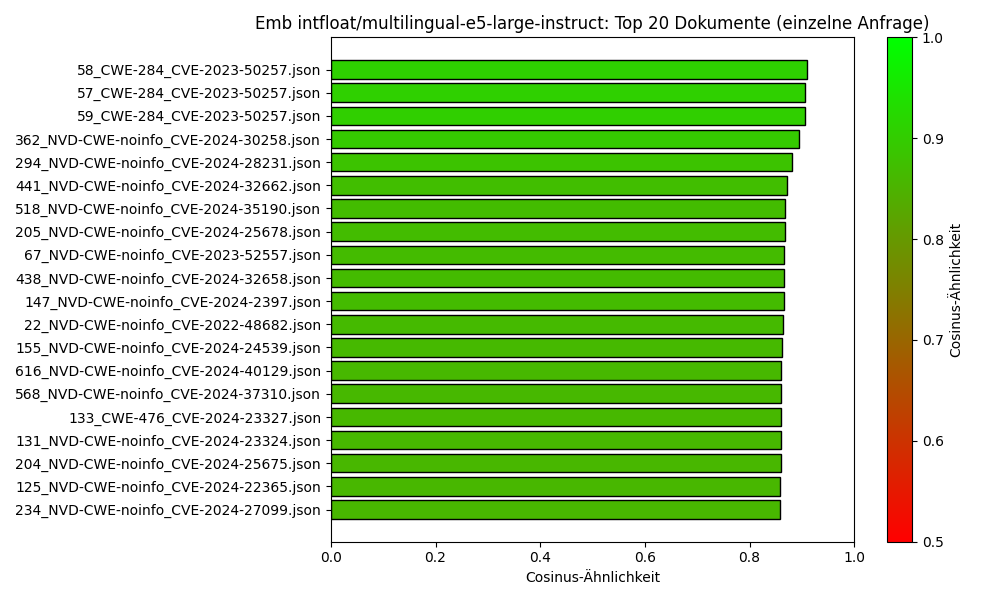 Emb intfloat/multilingual-e5-large-instruct: Top 20 Dokumente (einzelne Anfrage)
58_CWE-284_CVE-2023-50257.json
57_CWE-284_CVE-2023-50257.json
59_CWE-284_CVE-2023-50257.json
362_NVD-CWE-noinfo_CVE-2024-30258.json
294_NVD-CWE-noinfo_CVE-2024-28231.json
441_NVD-CWE-noinfo_CVE-2024-32662.json
518_NVD-CWE-noinfo_CVE-2024-35190.json
205_NVD-CWE-noinfo_CVE-2024-25678.json
67_NVD-CWE-noinfo_CVE-2023-52557.json
438_NVD-CWE-noinfo_CVE-2024-32658.json
147_NVD-CWE-noinfo_CVE-2024-2397.json
22_NVD-CWE-noinfo_CVE-2022-48682.json
155_NVD-CWE-noinfo_CVE-2024-24539.json
616_NVD-CWE-noinfo_CVE-2024-40129.json
568_NVD-CWE-noinfo_CVE-2024-37310.json
133_CWE-476_CVE-2024-23327.json
131_NVD-CWE-noinfo_CVE-2024-23324.json
204_NVD-CWE-noinfo_CVE-2024-25675.json
125_NVD-CWE-noinfo_CVE-2024-22365.json
234_NVD-CWE-noinfo_CVE-2024-27099.json
0.0 0.2 0.4 0.6 0.8 1.0
Cosinus-Ähnlichkeit
1.0
0.9
0.8
0.7
0.6
0.5
Cosinus-Ähnlichkeit